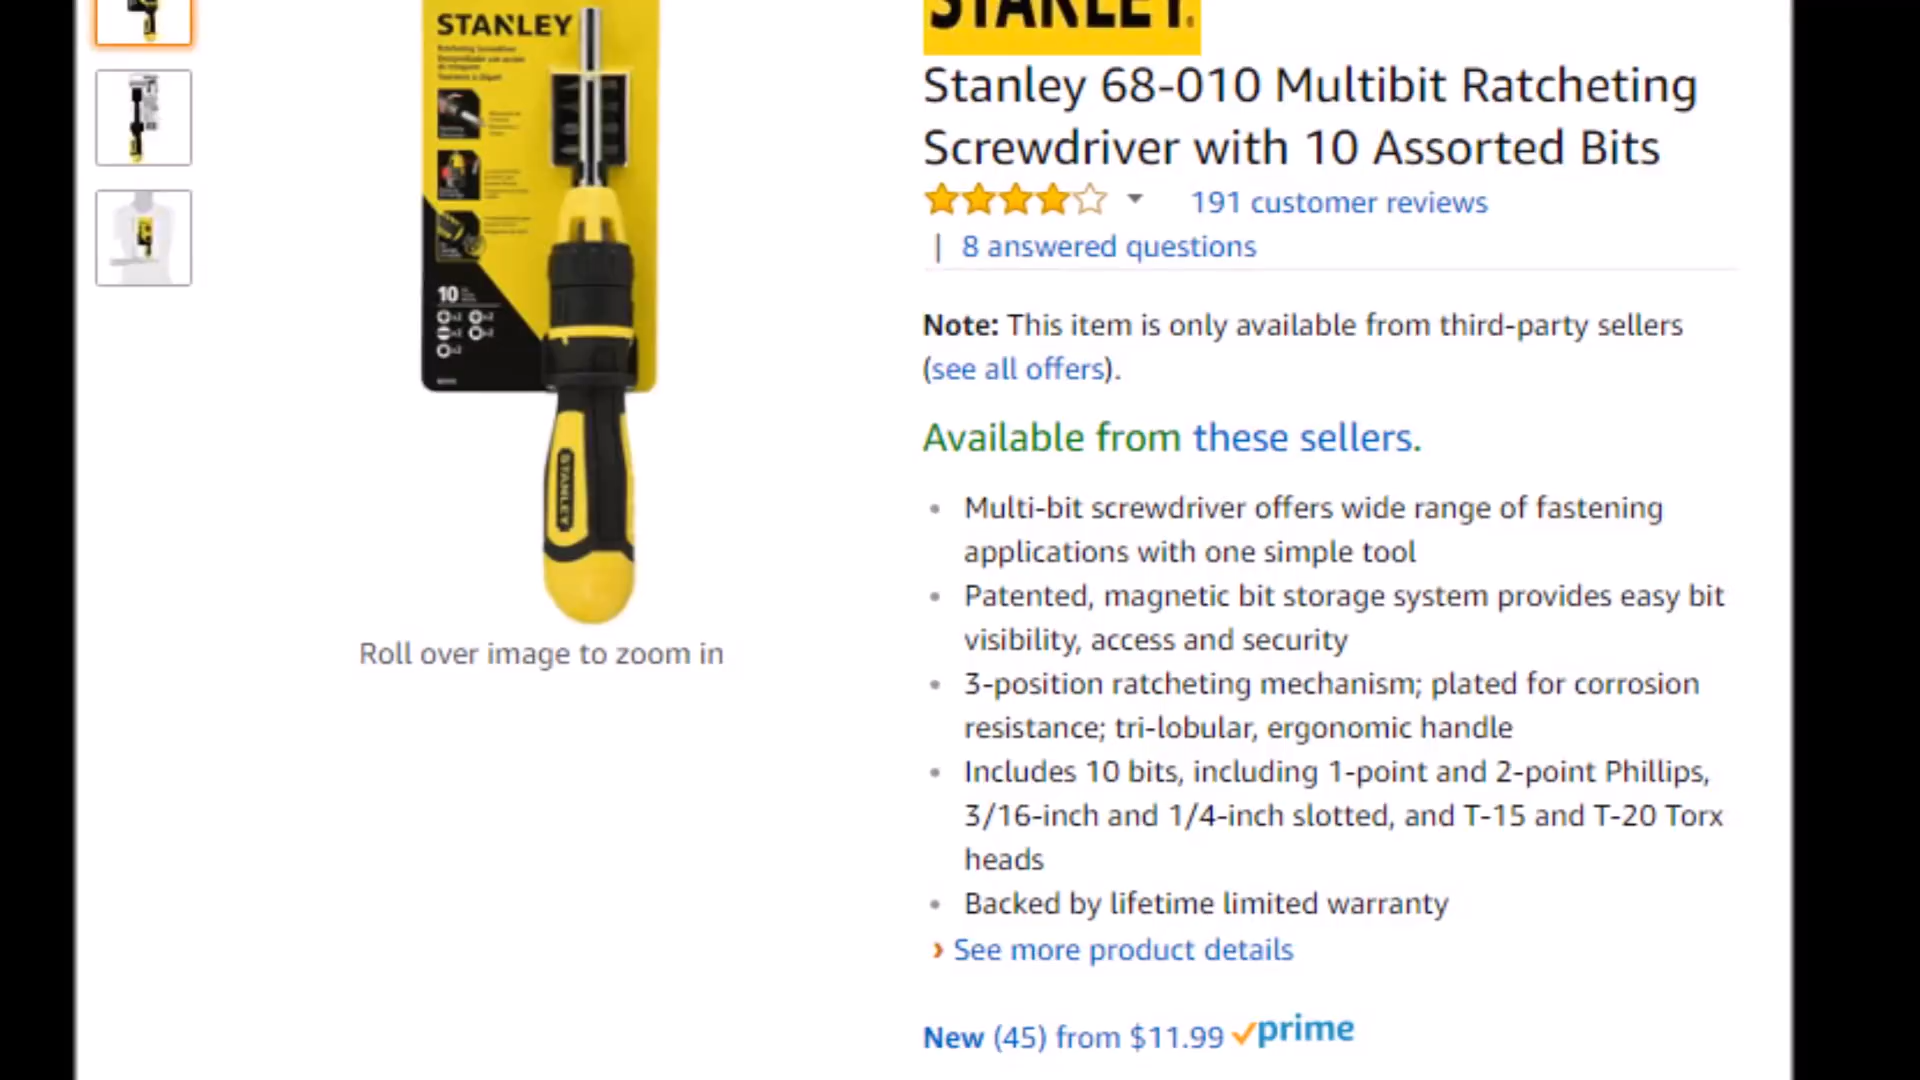 STANLEY
STANLEY
10
STANLEY
Roll over image to zoom in
STANLEY.
Stanley 68-010 Multibit Ratcheting
Screwdriver with 10 Assorted Bits
191 customer reviews
| 8 answered questions
Note: This item is only available from third-party sellers
(see all offers).
Available from these sellers.
• Multi-bit screwdriver offers wide range of fastening
applications with one simple tool
• Patented, magnetic bit storage system provides easy bit
visibility, access and security
• 3-position ratcheting mechanism; plated for corrosion
resistance; tri-lobular, ergonomic handle
• Includes 10 bits, including 1-point and 2-point Phillips,
3/16-inch and 1/4-inch slotted, and T-15 and T-20 Torx
heads
• Backed by lifetime limited warranty
› See more product details
New (45) from $11.99 prime